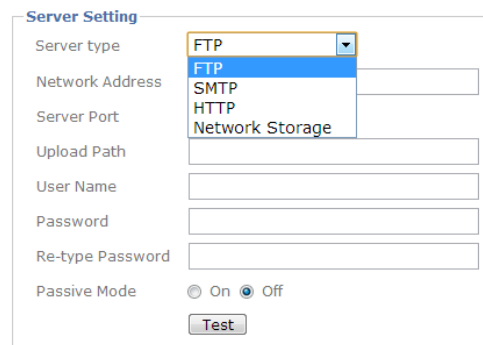 Server Setting
Server type FTP
FTP
Network Address
SMTP
HTTP
Server Port
Network Storage
Upload Path
User Name
Password
Re-type Password
Passive Mode On Off
Test